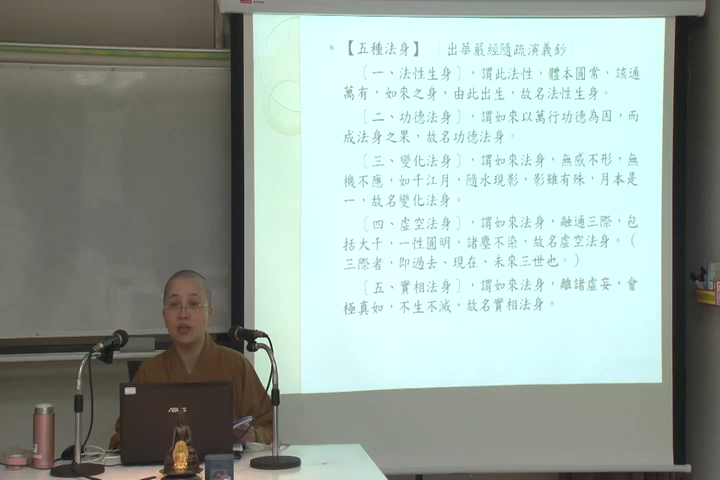 【五種法身】〔出華嚴經隨疏演義鈔〕
〔一、法性生身〕，謂此法性，體本圓常，該通
萬有，如來之身，由此出生，故名法性生身。
〔二、功德法身〕，謂如來以萬行功德為因，而
成法身之果，故名功德法身。
〔三、變化法身〕，謂如來法身，無感不形，無
機不應，如千江月，隨水現影，影雖有殊，月本是
一，故名變化法身。
〔四、虛空法身〕，謂如來法身，融通三際，包
括大千，一性圓明，諸塵不染，故名虛空法身。（
三際者，即過去、現在、未來三世也。）
〔五、實相法身〕，謂如來法身，離諸虛妄，會
極真如，不生不滅，故名實相法身。
ASUS